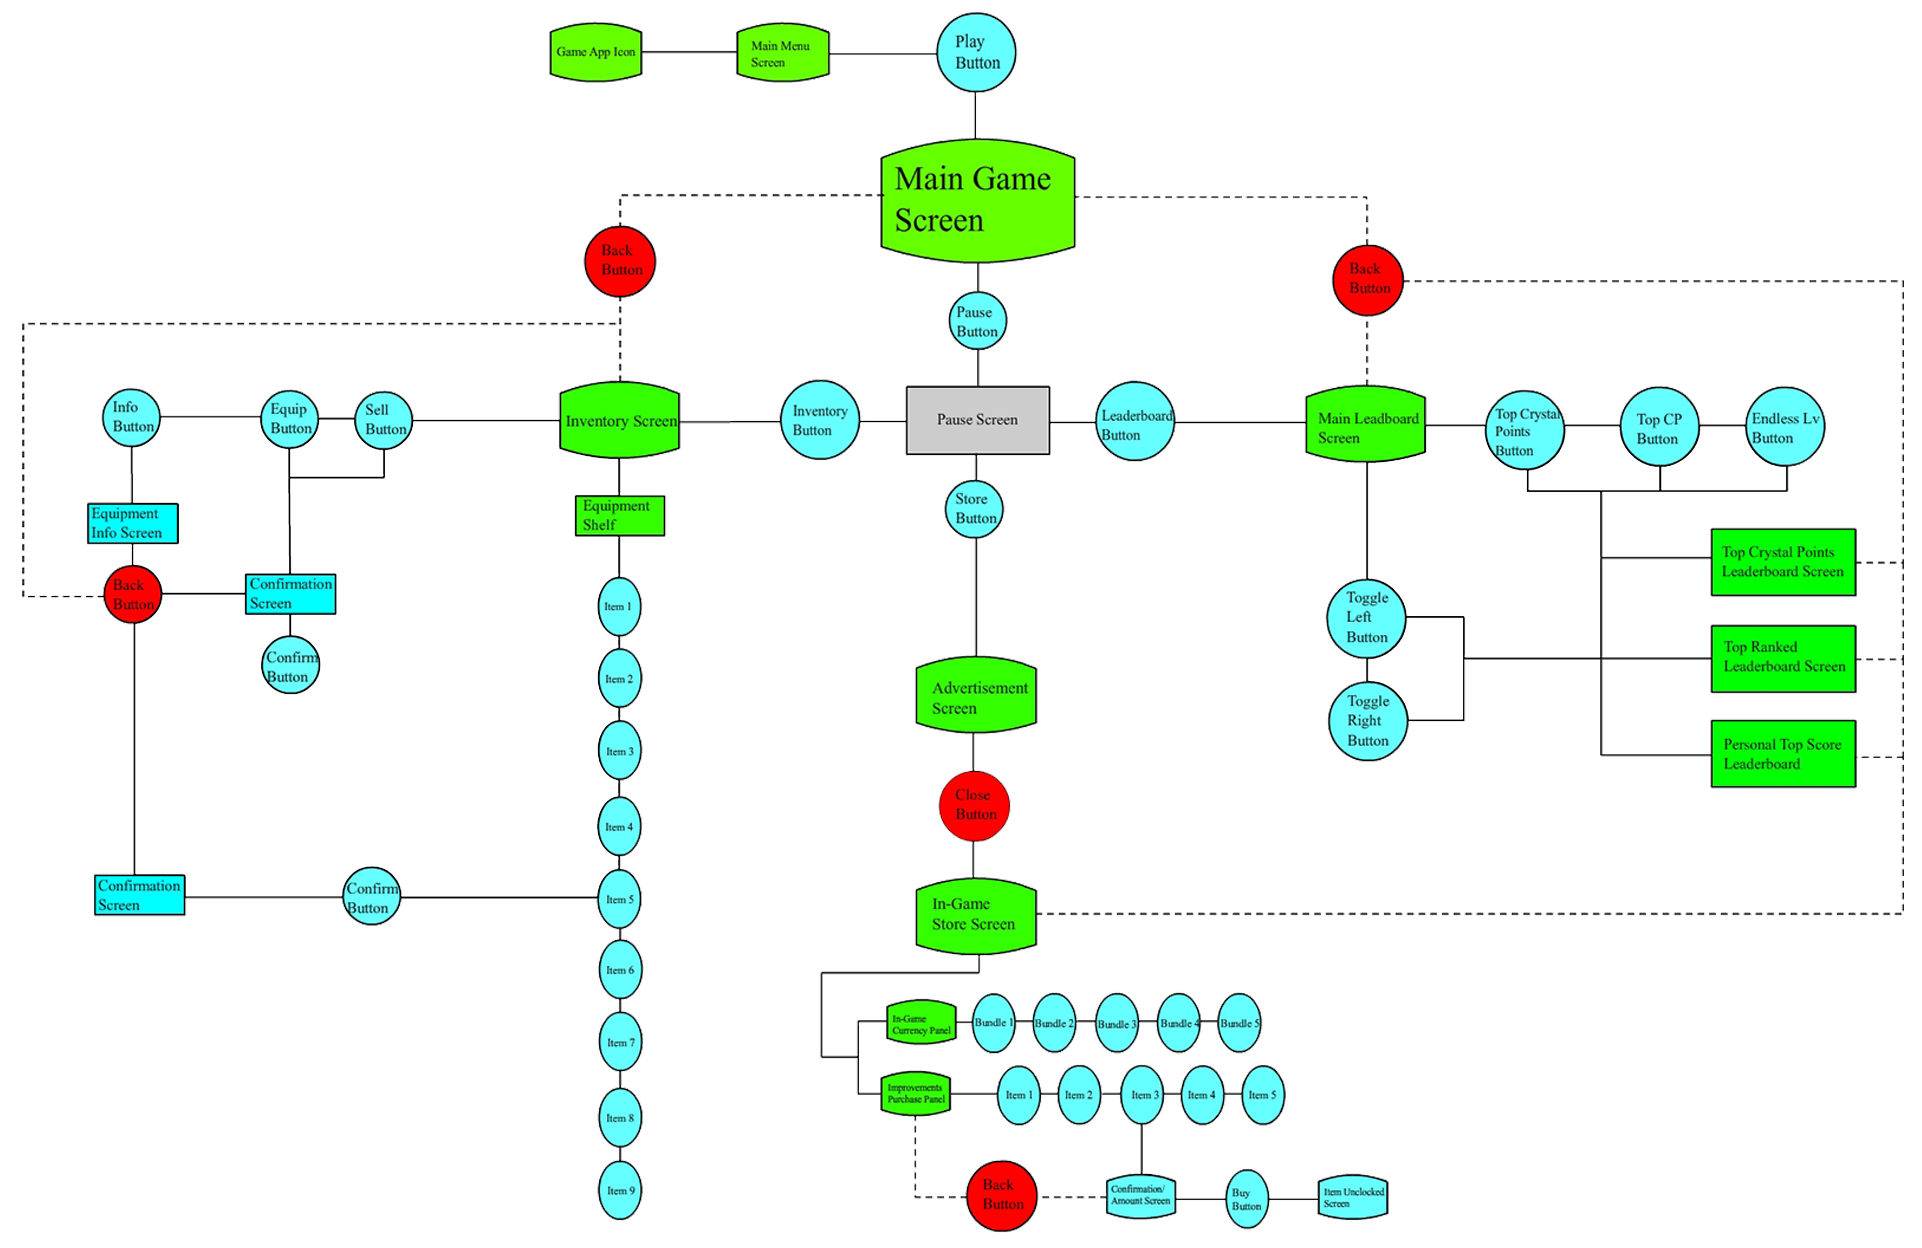 Game App Icon
Main Menu
Screen
Play
Button
Main Game
Screen
Back
Button
Back
Button
Pause
Button
Info
Button
Equip
Button
Sell
Button
Inventory Screen
Inventory
Button
Pause Screen
Leaderboard
Button
Main Leadboard
Screen
Top Crystal
Points
Button
Top CP
Button
Endless Lv
Button
Equipment
Info Screen
Equipment
Shelf
Store
Button
Top Crystal Points
Leaderboard Screen
Back
Button
Confirmation
Screen
Item 1
Toggle
Left
Button
Top Ranked
Leaderboard Screen
Confirm
Button
Item 2
Advertisement
Screen
Toggle
Right
Button
Personal Top Score
Leaderboard
Item 3
Close
Button
Item 4
Confirmation
Screen
Confirm
Button
Item 5
In-Game
Store Screen
Item 6
In-Game
Currency Panel
Bundle 1
Bundle 2
Bundle 3
Bundle 4
Bundle 5
Item 7
Improvements
Purchase Panel
Item 1
Item 2
Item 3
Item 4
Item 5
Item 8
Item 9
Back
Button
Confirmation/
Amount Screen
Buy
Button
Item Unclocked
Screen